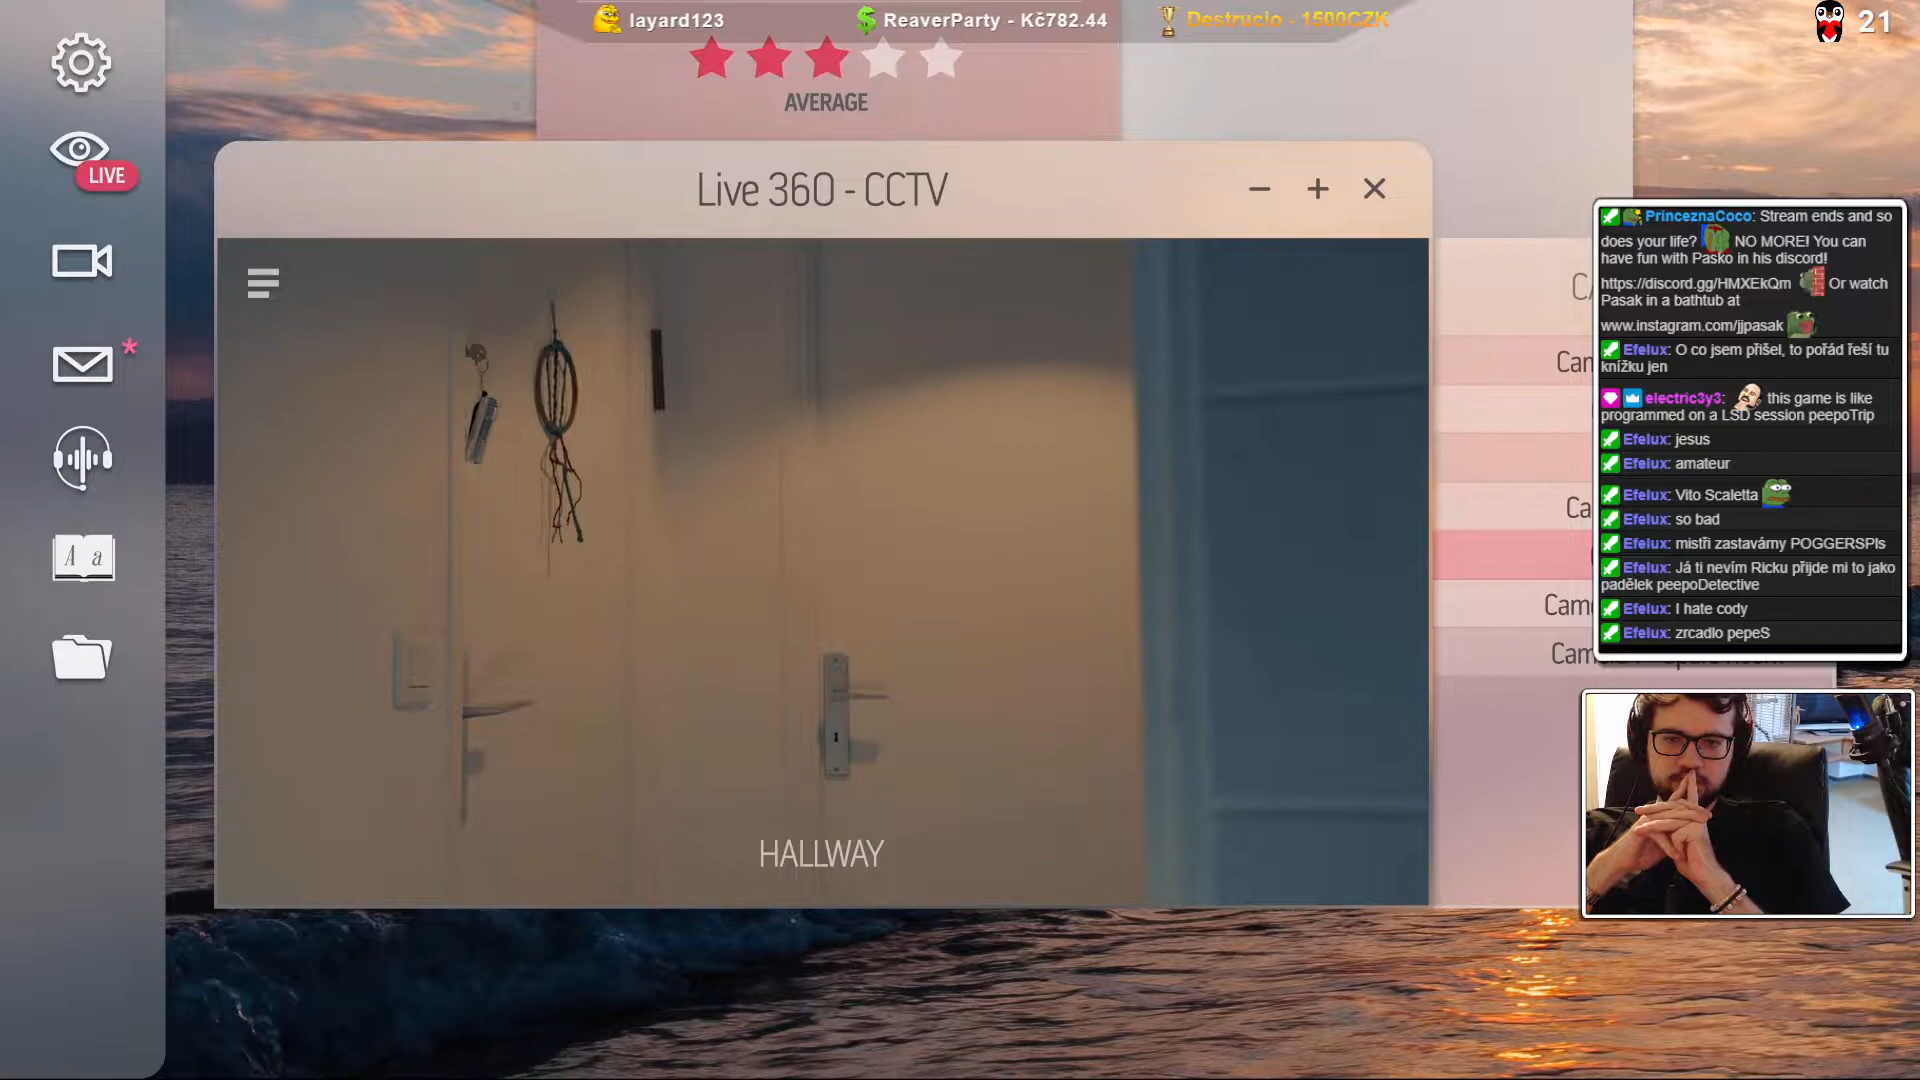 layard123
ReaverParty - Kč782.44
Destrucio - 1500CZK
21
AVERAGE
LIVE
Live 360 - CCTV
HALLWAY
A a
PrinceznaCoco: Stream ends and so
does your life? NO MORE! You can
have fun with Pasko in his discord!
https://discord.gg/HMXEkQm Or watch
Pasak in a bathtub at
www.instagram.com/jjpasak
Efelux: O co jsem přišel, to pořád řeší tu
knížku jen
electric3y3: this game is like
programmed on a LSD session peepoTrip
Efelux: jesus
Efelux: amateur
Efelux: Vito Scaletta
Efelux: so bad
Efelux: mistři zastavárny POGGERSPls
Efelux: Já ti nevím Ricku přijde mi to jako
padělek peepoDetective
Efelux: I hate cody
Efelux: zrcadlo pepeS